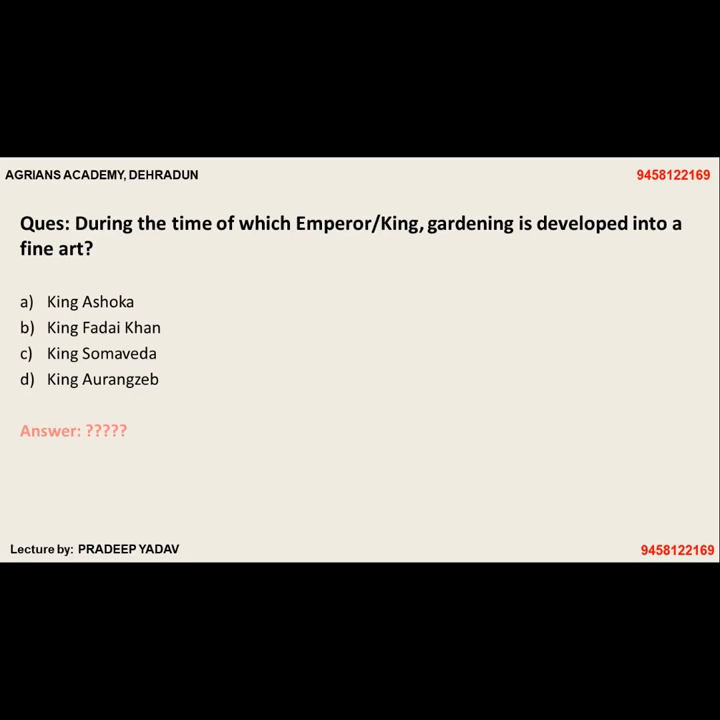 AGRIANS ACADEMY, DEHRADUN 9458122169
Ques: During the time of which Emperor/King, gardening is developed into a
fine art?
a) King Ashoka
b) King Fadai Khan
c) King Somaveda
d) King Aurangzeb
Answer: ?????
Lecture by: PRADEEP YADAV 9458122169